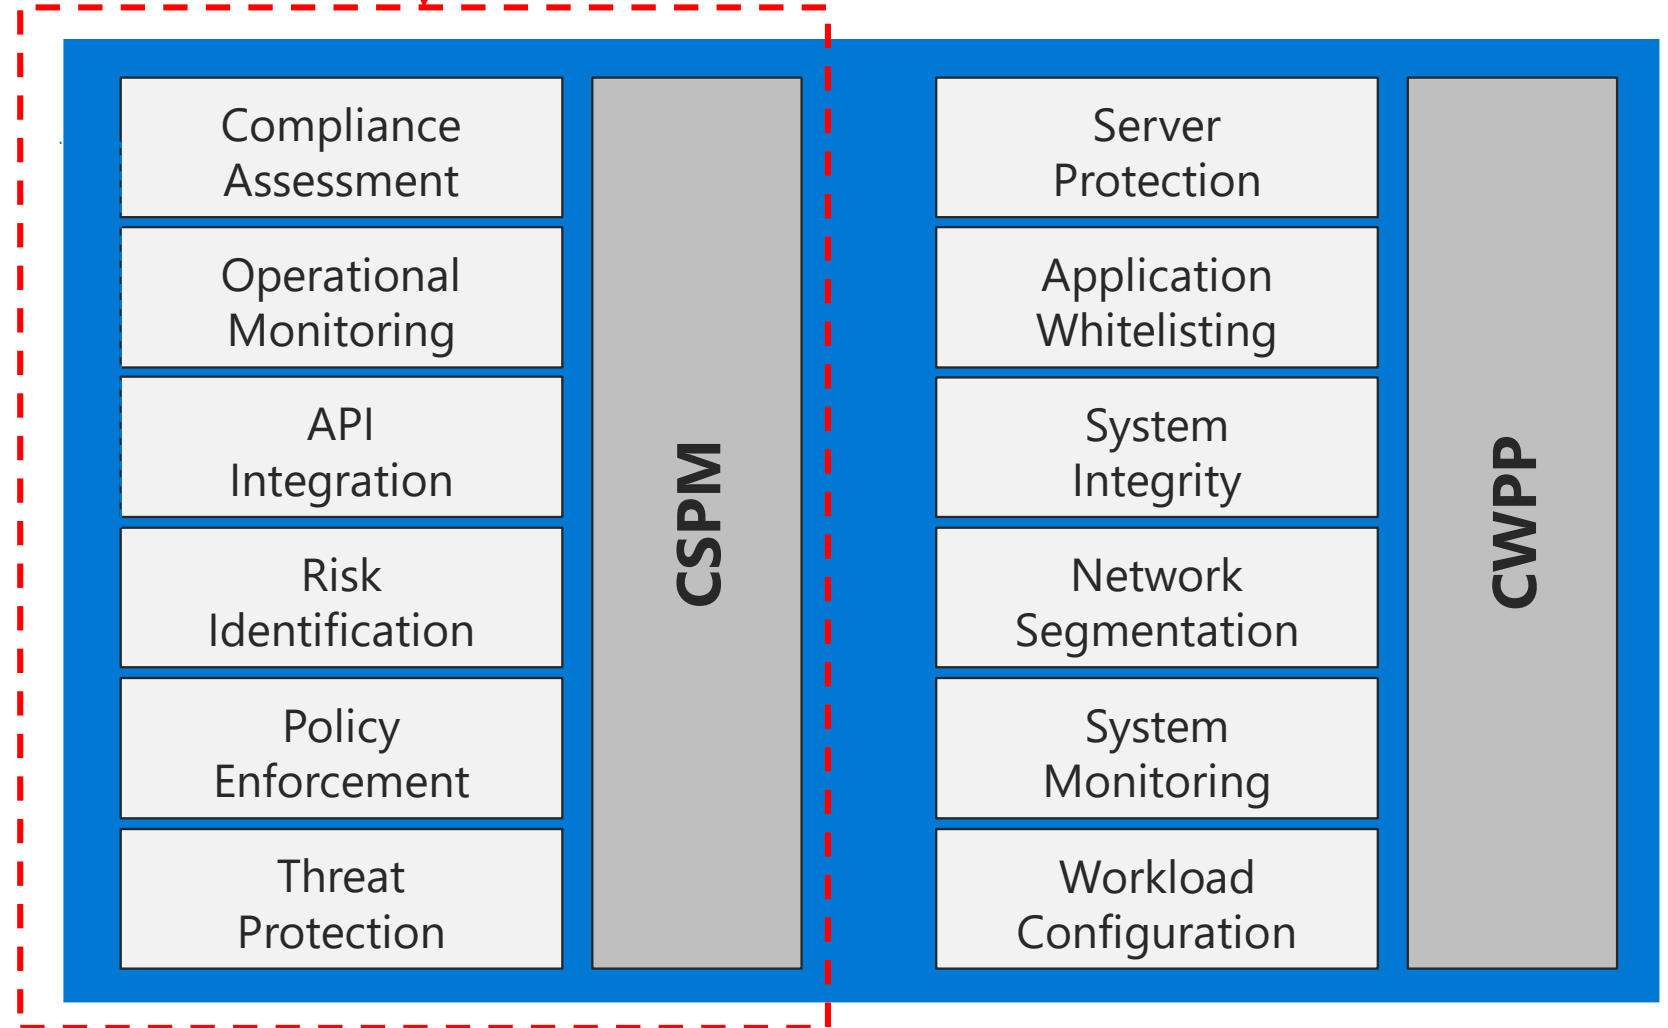 Compliance
Assessment
Operational
Monitoring
API
Integration
Risk
Identification
Policy
Enforcement
Threat
Protection
CSPM
Server
Protection
Application
Whitelisting
System
Integrity
Network
Segmentation
System
Monitoring
Workload
Configuration
CWPP